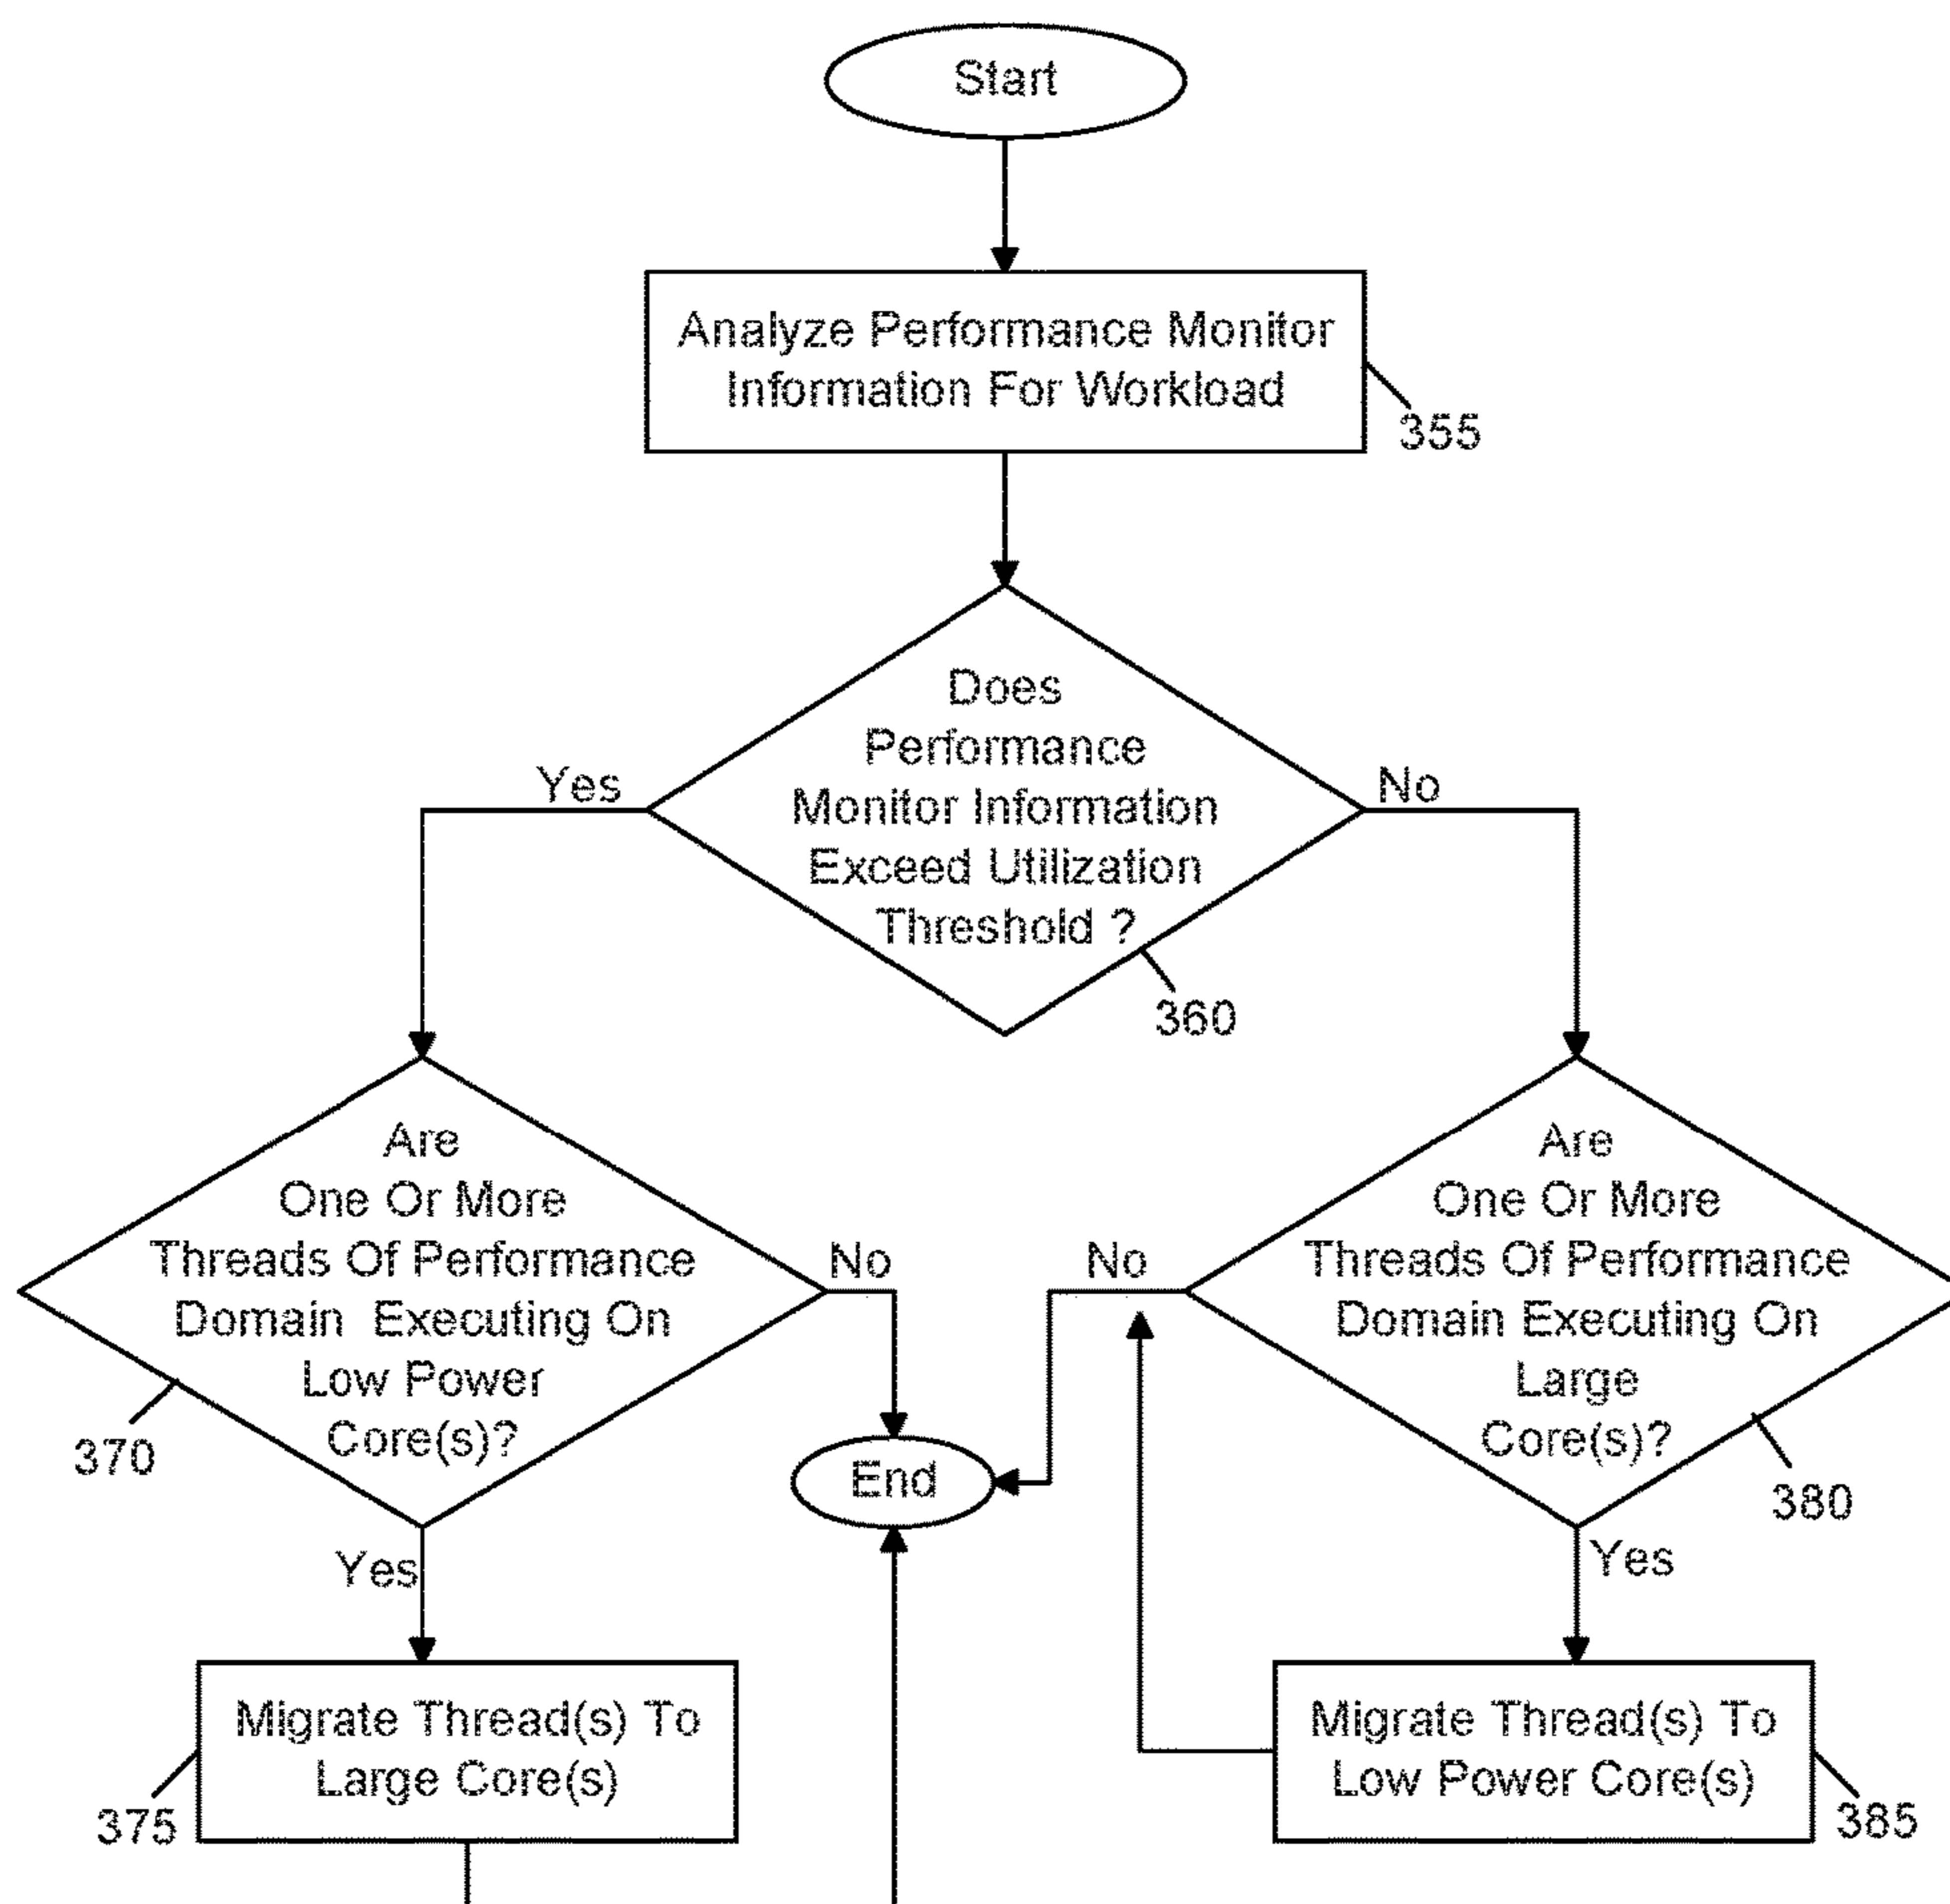 Start
Analyze Performance Monitor
Information For Workload
355
Does
Performance
Monitor Information
Exceed Utilization
Threshold ?
Yes
No
360
Are
One Or More
Threads Of Performance
Domain Executing On
Low Power
Core(s)?
No
370
Yes
Are
One Or More
Threads Of Performance
Domain Executing On
Large
Core(s)?
No
380
Yes
End
Migrate Thread(s) To
Large Core(s)
375
Migrate Thread(s) To
Low Power Core(s)
385